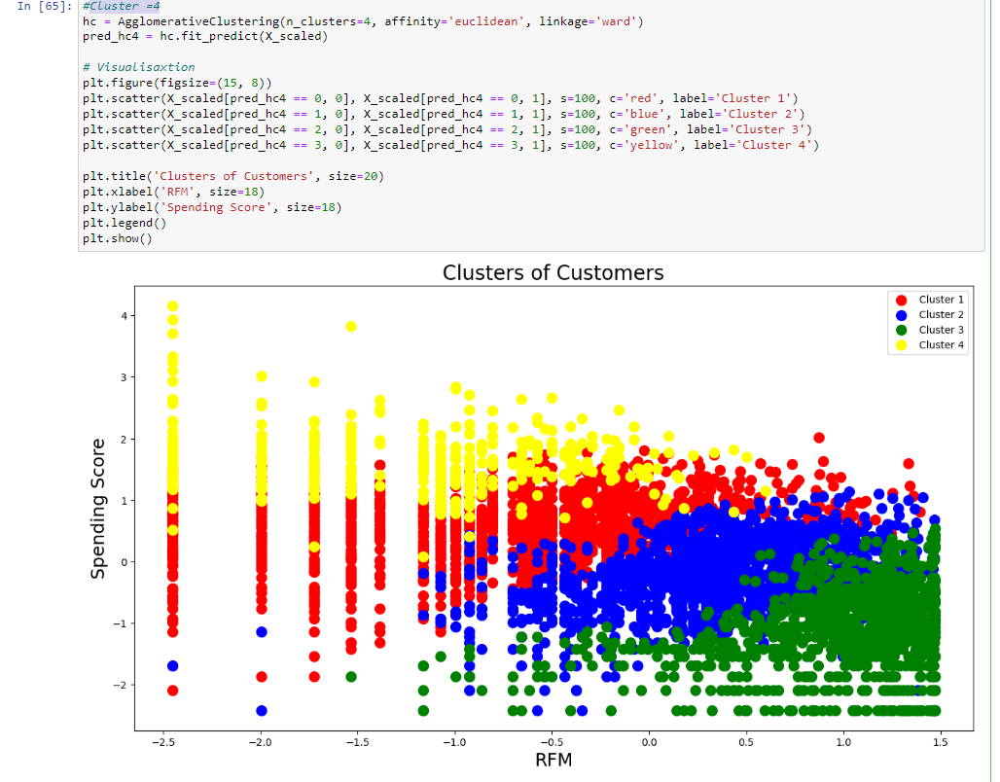 In [65]: #Cluster =4
hc = AgglomerativeClustering(n_clusters=4, affinity='euclidean', linkage='ward')
pred_hc4 = hc.fit_predict(X_scaled)
# Visualisaxtion
plt.figure(figsize=(15, 8))
plt.scatter(X_scaled[pred_hc4 == 0, 0], X_scaled[pred_hc4 == 0, 1], s=100, c='red', label='Cluster 1')
plt.scatter(X_scaled[pred_hc4 == 1, 0], X_scaled[pred_hc4 == 1, 1], s=100, c='blue', label='Cluster 2')
plt.scatter(X_scaled[pred_hc4 == 2, 0], X_scaled[pred_hc4 == 2, 1], s=100, c='green', label='Cluster 3')
plt.scatter(X_scaled[pred_hc4 == 3, 0], X_scaled[pred_hc4 == 3, 1], s=100, c='yellow', label='Cluster 4')
plt.title('Clusters of Customers', size=20)
plt.xlabel('RFM', size=18)
plt.ylabel('Spending Score', size=18)
plt.legend()
plt.show()
Clusters of Customers
Cluster 1
Cluster 2
Cluster 3
Cluster 4
Spending Score
4
3
2
1
0
−1
−2
−2.5 −2.0 −1.5 −1.0 −0.5 0.0 0.5 1.0 1.5
RFM